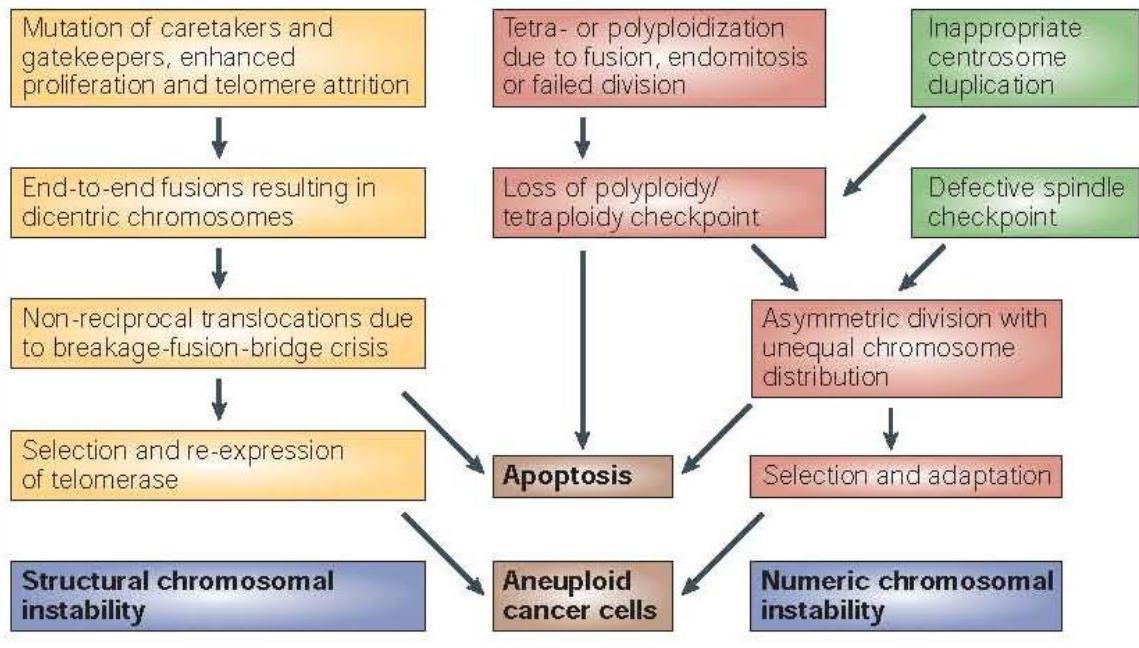 Mutation of caretakers and
gatekeepers, enhanced
proliferation and telomere attrition
Tetra- or polyploidization
due to fusion, endomitosis
or failed division
Inappropriate
centrosome
duplication
End-to-end fusions resulting in
dicentric chromosomes
Loss of polyploidy/
tetraploidy checkpoint
Defective spindle
checkpoint
Non-reciprocal translocations due
to breakage-fusion-bridge crisis
Asymmetric division with
unequal chromosome
distribution
Selection and re-expression
of telomerase
Apoptosis
Selection and adaptation
Structural chromosomal
instability
Aneuploid
cancer cells
Numeric chromosomal
instability